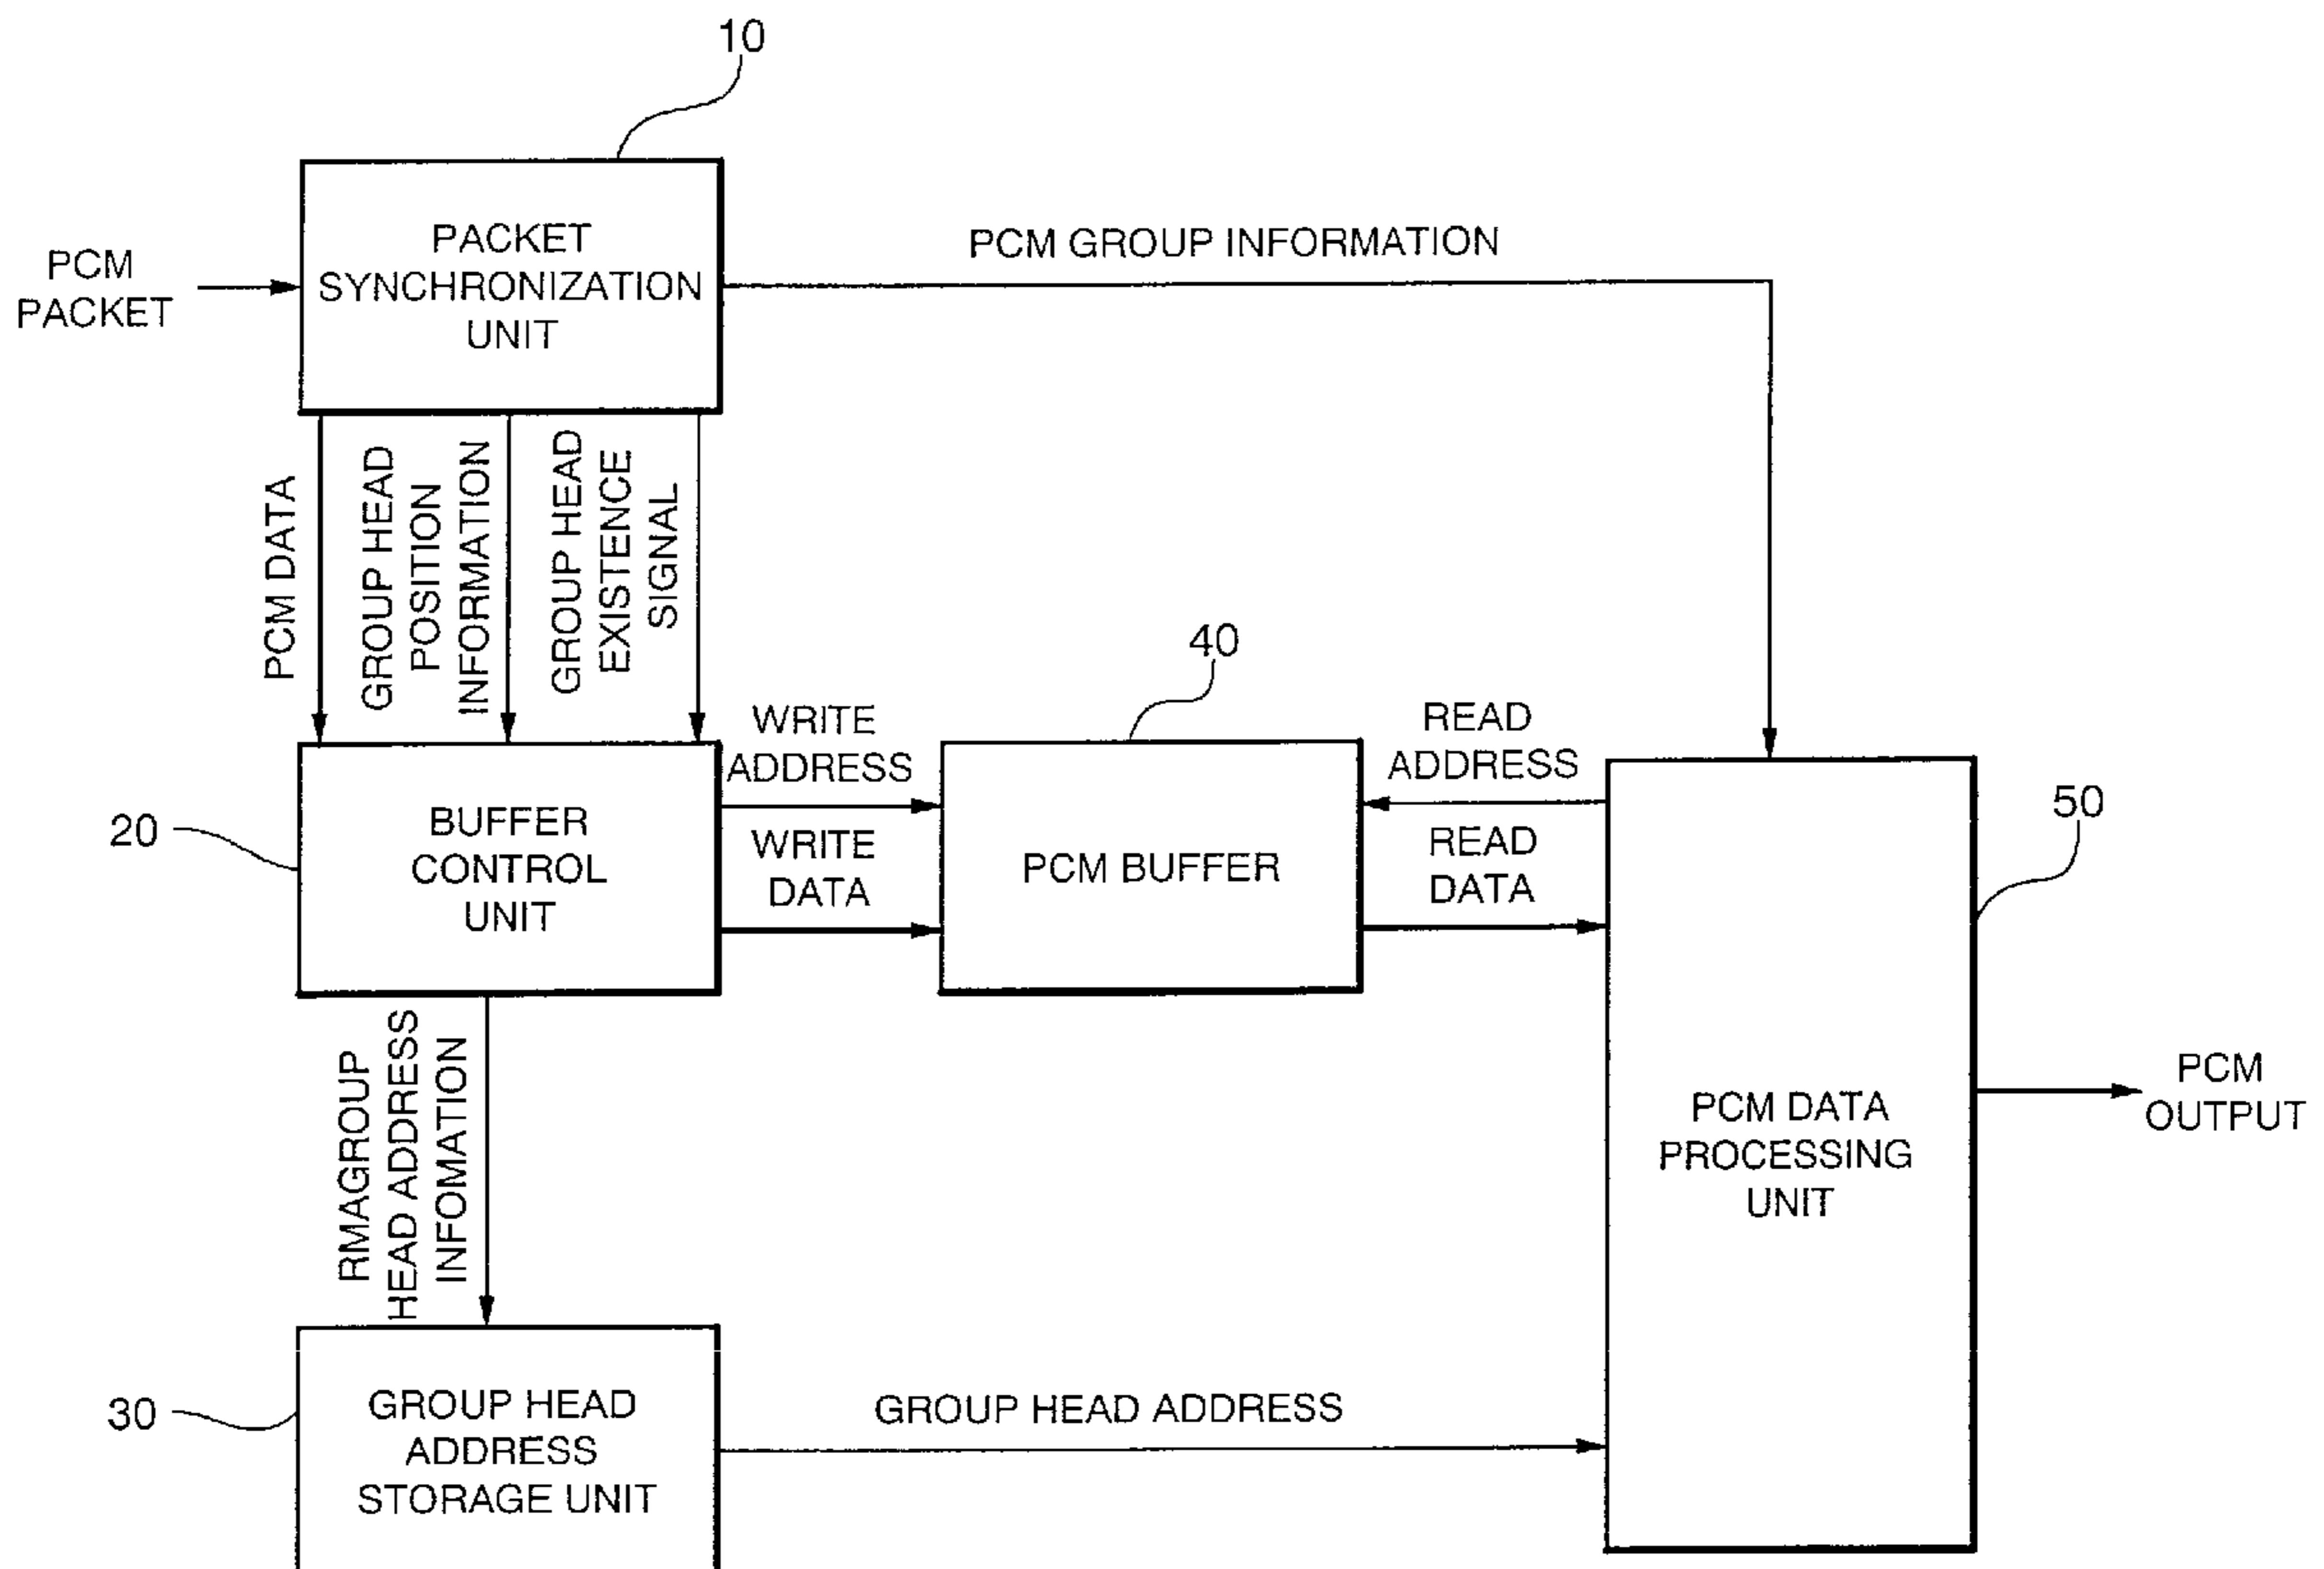 10
PACKET
SYNCHRONIZATION
UNIT
PCM
PACKET
PCM GROUP INFORMATION
PCM DATA
GROUP HEAD
POSITION
INFORMATION
GROUP HEAD
EXISTENCE
SIGNAL
20
BUFFER
CONTROL
UNIT
WRITE
ADDRESS
WRITE
DATA
40
PCM BUFFER
READ
ADDRESS
READ
DATA
50
PCM DATA
PROCESSING
UNIT
PCM
OUTPUT
RMAGROUP
HEAD ADDRESS
INFOMATION
30
GROUP HEAD
ADDRESS
STORAGE UNIT
GROUP HEAD ADDRESS